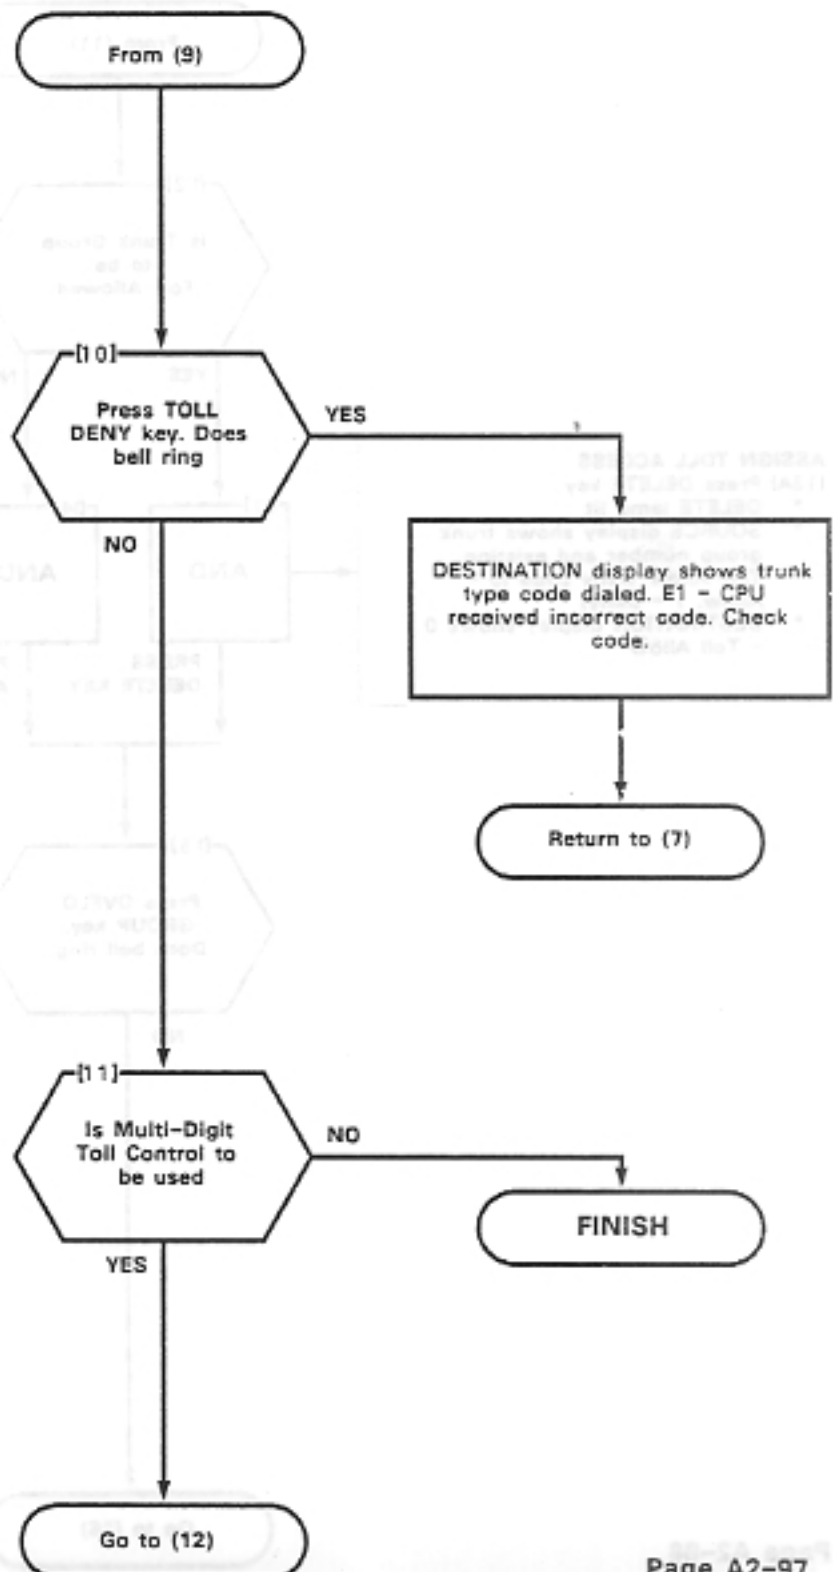 From (9)
[10]
Press TOLL
DENY key. Does
bell ring
YES
NO
DESTINATION display shows trunk
type code dialed. E1 - CPU
received incorrect code. Check
code.
Return to (7)
[11]
Is Multi-Digit
Toll Control to
be used
NO
FINISH
YES
Go to (12)
Page A2-97